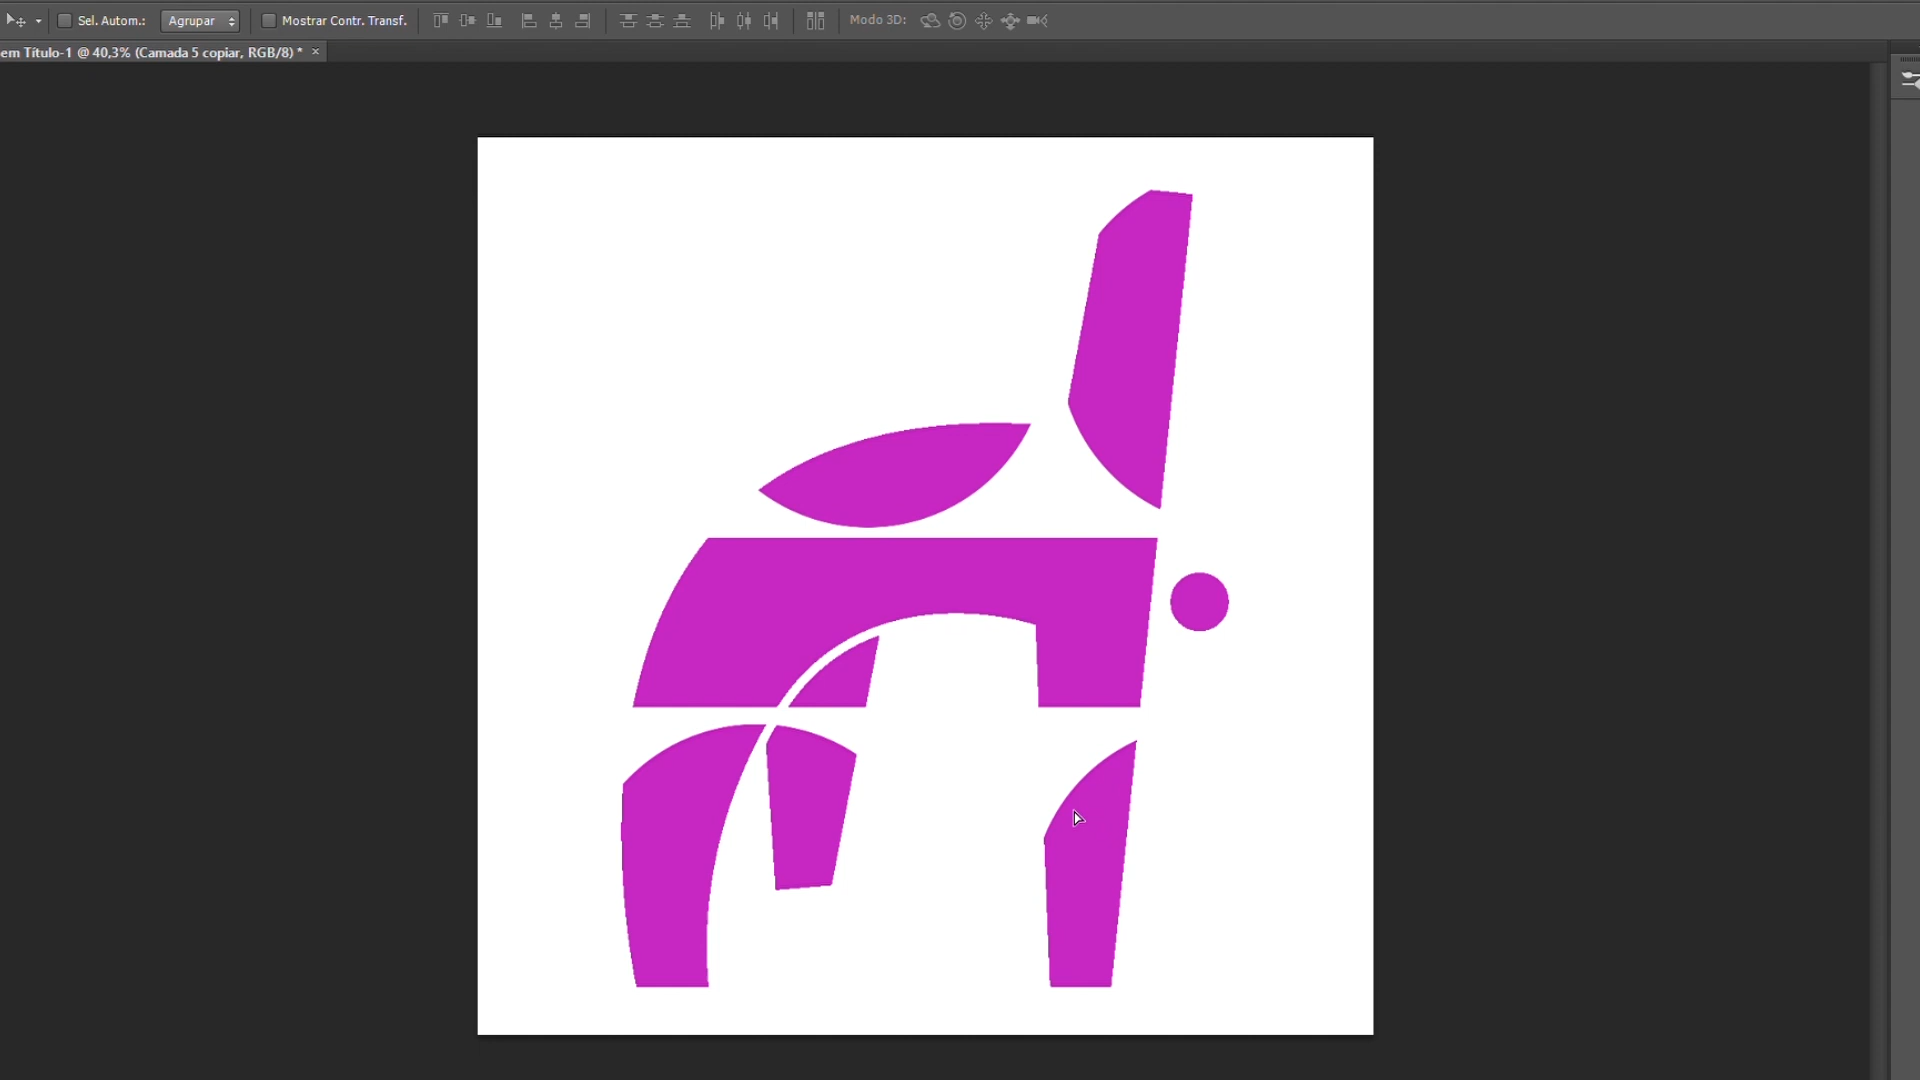 Sel. Autom.: Agrupar Mostrar Contr. Transf. Modo 3D:
em Título-1 @ 40,3% (Camada 5 copiar, RGB/8) * ×